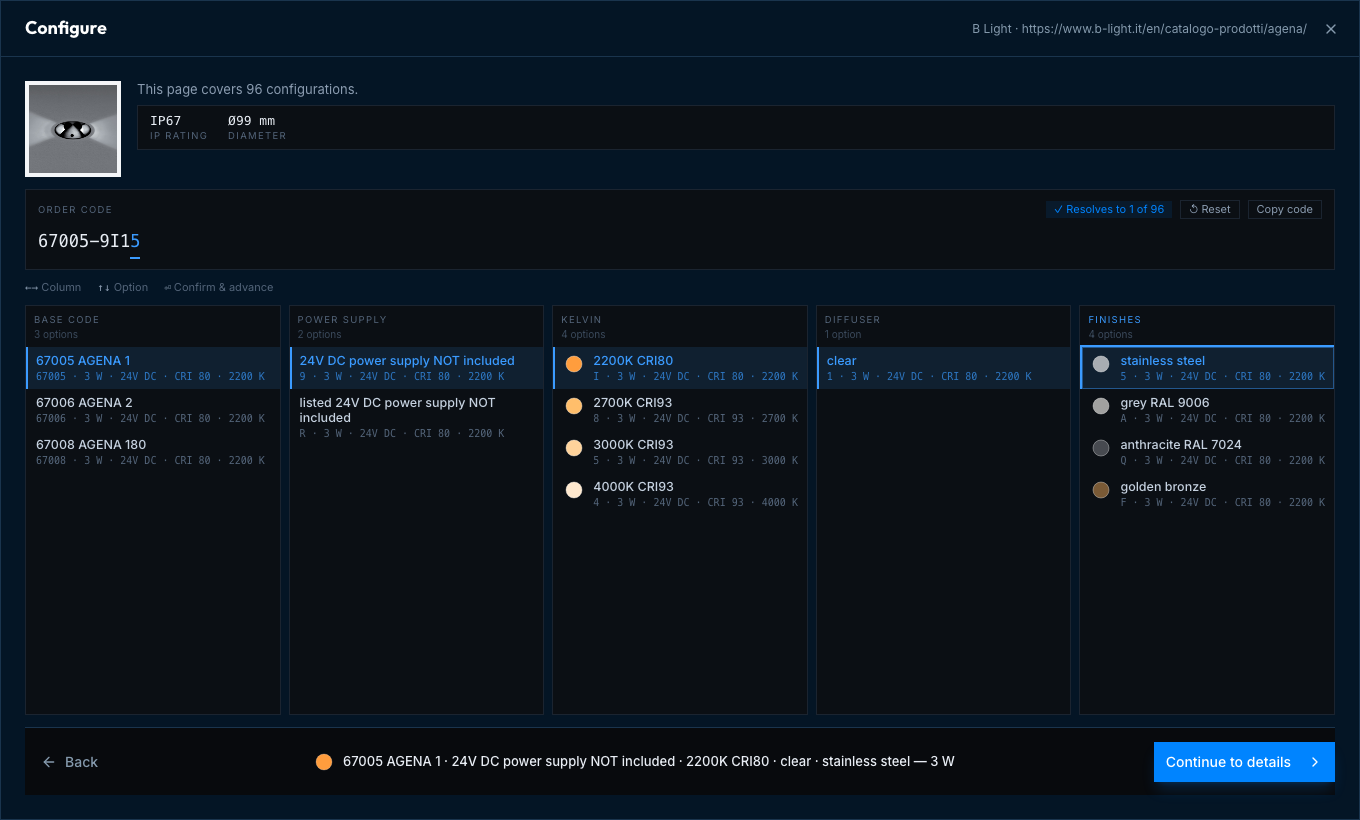 Configure
B Light · https://www.b-light.it/en/catalogo-prodotti/agena/
This page covers 96 configurations.
IP67 Ø99 mm
IP RATING DIAMETER
ORDER CODE
✓ Resolves to 1 of 96
↺ Reset
Copy code
67005–9I15
←→ Column ↑↓ Option ⏎ Confirm & advance
BASE CODE
3 options
67005 AGENA 1
67005 · 3 W · 24V DC · CRI 80 · 2200 K
67006 AGENA 2
67006 · 3 W · 24V DC · CRI 80 · 2200 K
67008 AGENA 180
67008 · 3 W · 24V DC · CRI 80 · 2200 K
POWER SUPPLY
2 options
24V DC power supply NOT included
9 · 3 W · 24V DC · CRI 80 · 2200 K
listed 24V DC power supply NOT
included
R · 3 W · 24V DC · CRI 80 · 2200 K
KELVIN
4 options
2200K CRI80
I · 3 W · 24V DC · CRI 80 · 2200 K
2700K CRI93
8 · 3 W · 24V DC · CRI 93 · 2700 K
3000K CRI93
5 · 3 W · 24V DC · CRI 93 · 3000 K
4000K CRI93
4 · 3 W · 24V DC · CRI 93 · 4000 K
DIFFUSER
1 option
clear
1 · 3 W · 24V DC · CRI 80 · 2200 K
FINISHES
4 options
stainless steel
5 · 3 W · 24V DC · CRI 80 · 2200 K
grey RAL 9006
A · 3 W · 24V DC · CRI 80 · 2200 K
anthracite RAL 7024
Q · 3 W · 24V DC · CRI 80 · 2200 K
golden bronze
F · 3 W · 24V DC · CRI 80 · 2200 K
← Back
67005 AGENA 1 · 24V DC power supply NOT included · 2200K CRI80 · clear · stainless steel — 3 W
Continue to details